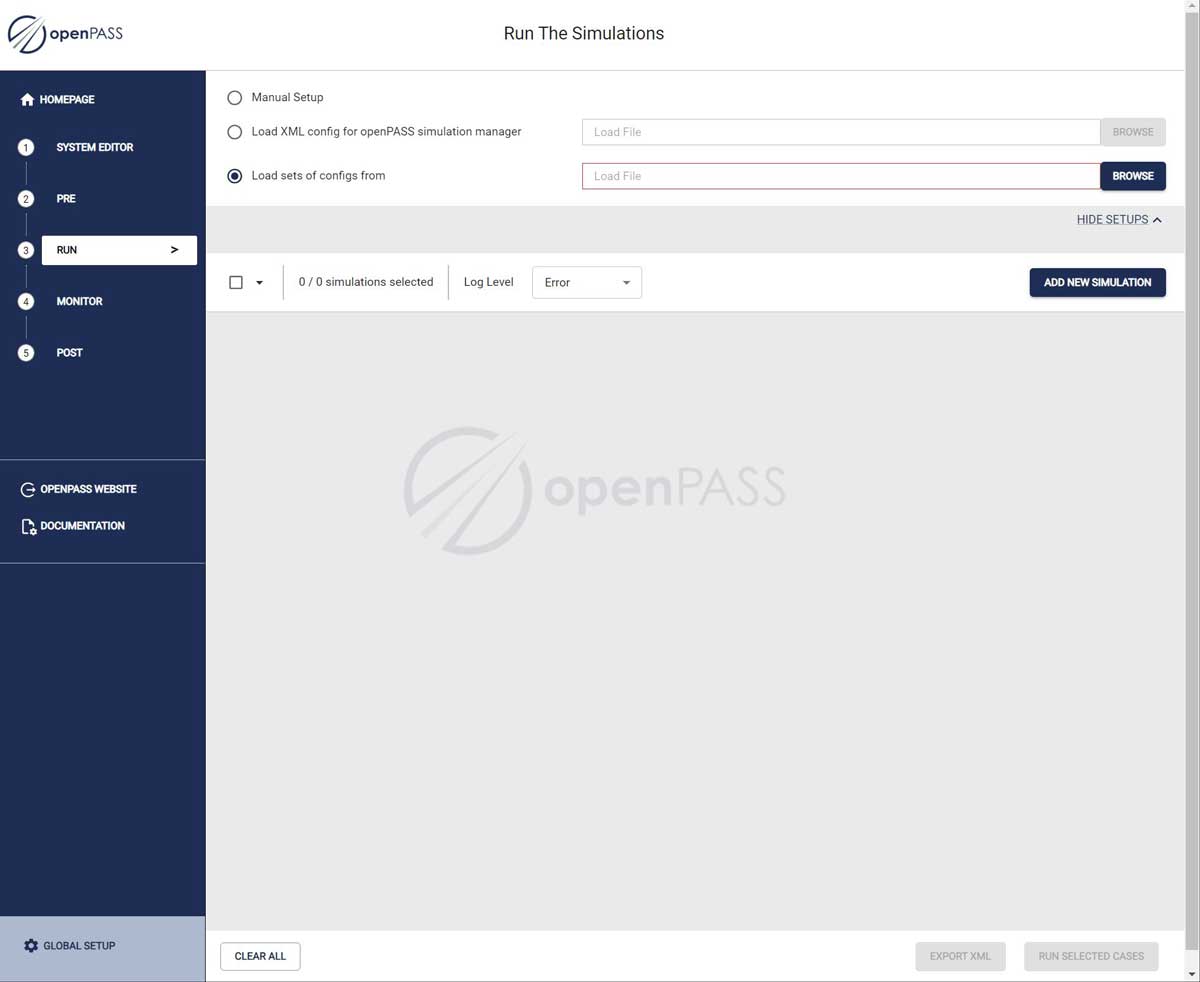 openPASS
Run The Simulations
HOMEPAGE
1 SYSTEM EDITOR
2 PRE
3 RUN >
4 MONITOR
5 POST
OPENPASS WEBSITE
DOCUMENTATION
GLOBAL SETUP
Manual Setup
Load XML config for openPASS simulation manager Load File BROWSE
Load sets of configs from Load File BROWSE
HIDE SETUPS
0 / 0 simulations selected Log Level Error ADD NEW SIMULATION
openPASS
CLEAR ALL EXPORT XML RUN SELECTED CASES